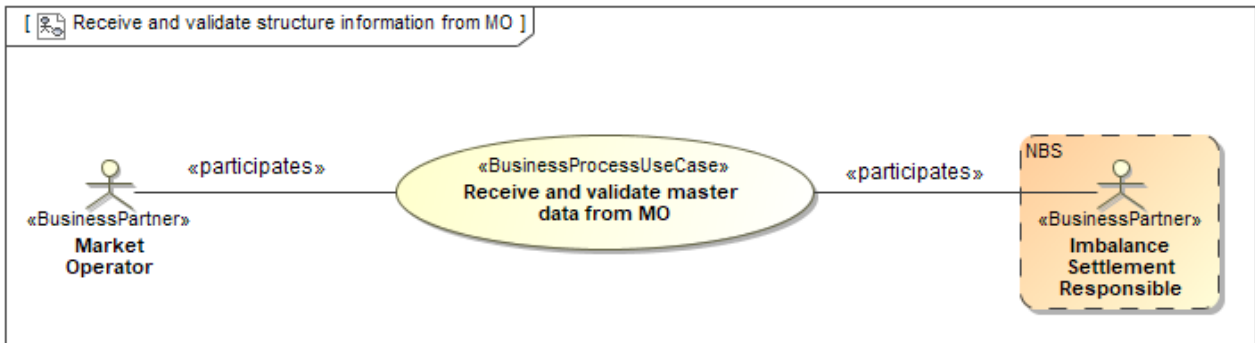 [ Receive and validate structure information from MO ]
«participates»
«BusinessProcessUseCase»
Receive and validate master
data from MO
«participates»
NBS
«BusinessPartner»
Market
Operator
«BusinessPartner»
Imbalance
Settlement
Responsible